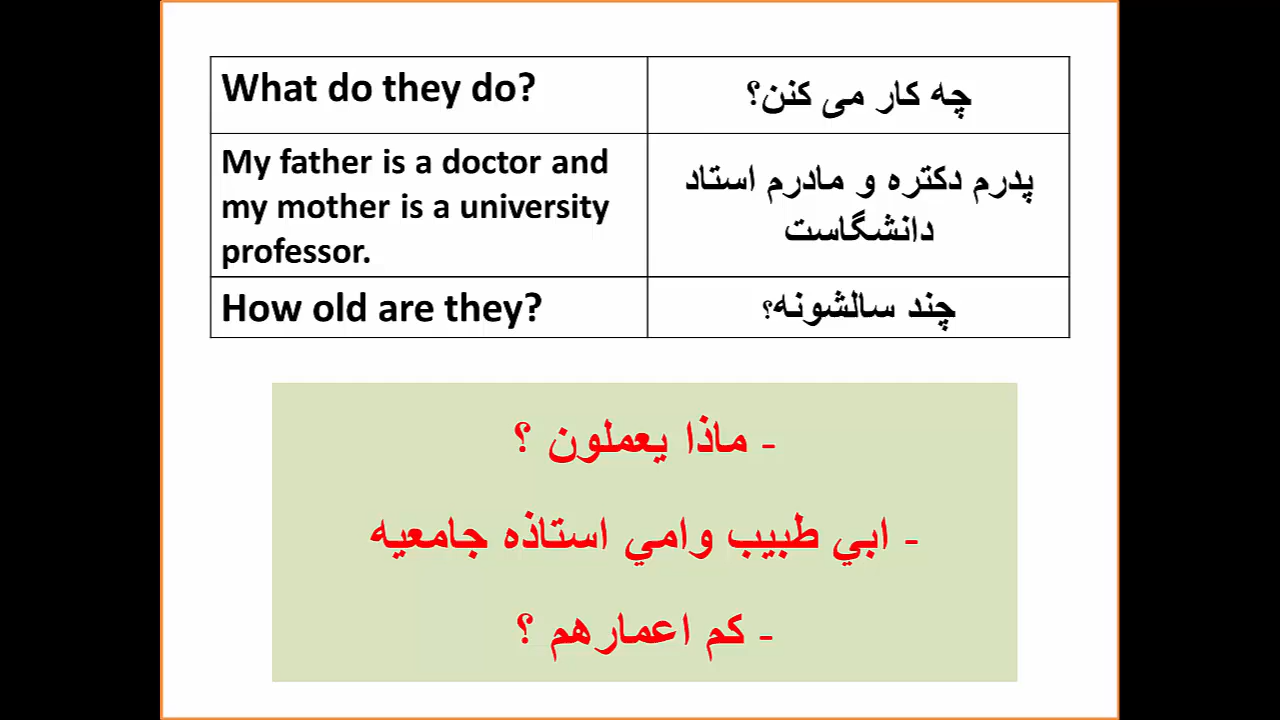 What do they do?
چه کار می کنن؟
My father is a doctor and
my mother is a university
professor.
پدرم دکتره و مادرم استاد
دانشگاست
How old are they?
چند سالشونه؟
- ماذا يعملون ؟
- ابي طبيب وامي استاذه جامعيه
- كم اعمارهم ؟